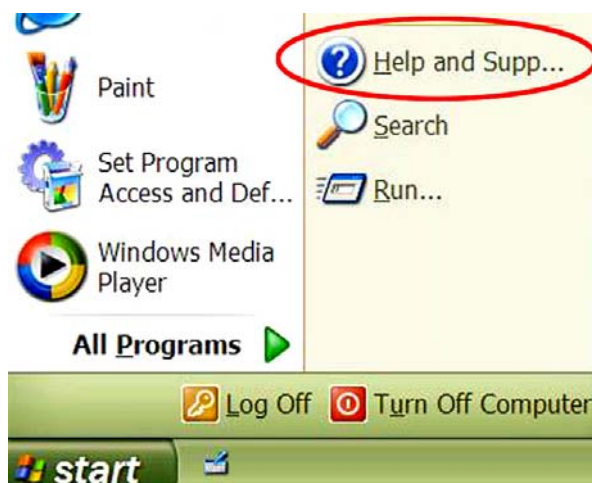 Paint
Set Program
Access and Def...
Windows Media
Player
All Programs
Help and Supp...
Search
Run...
Log Off
Turn Off Computer
start